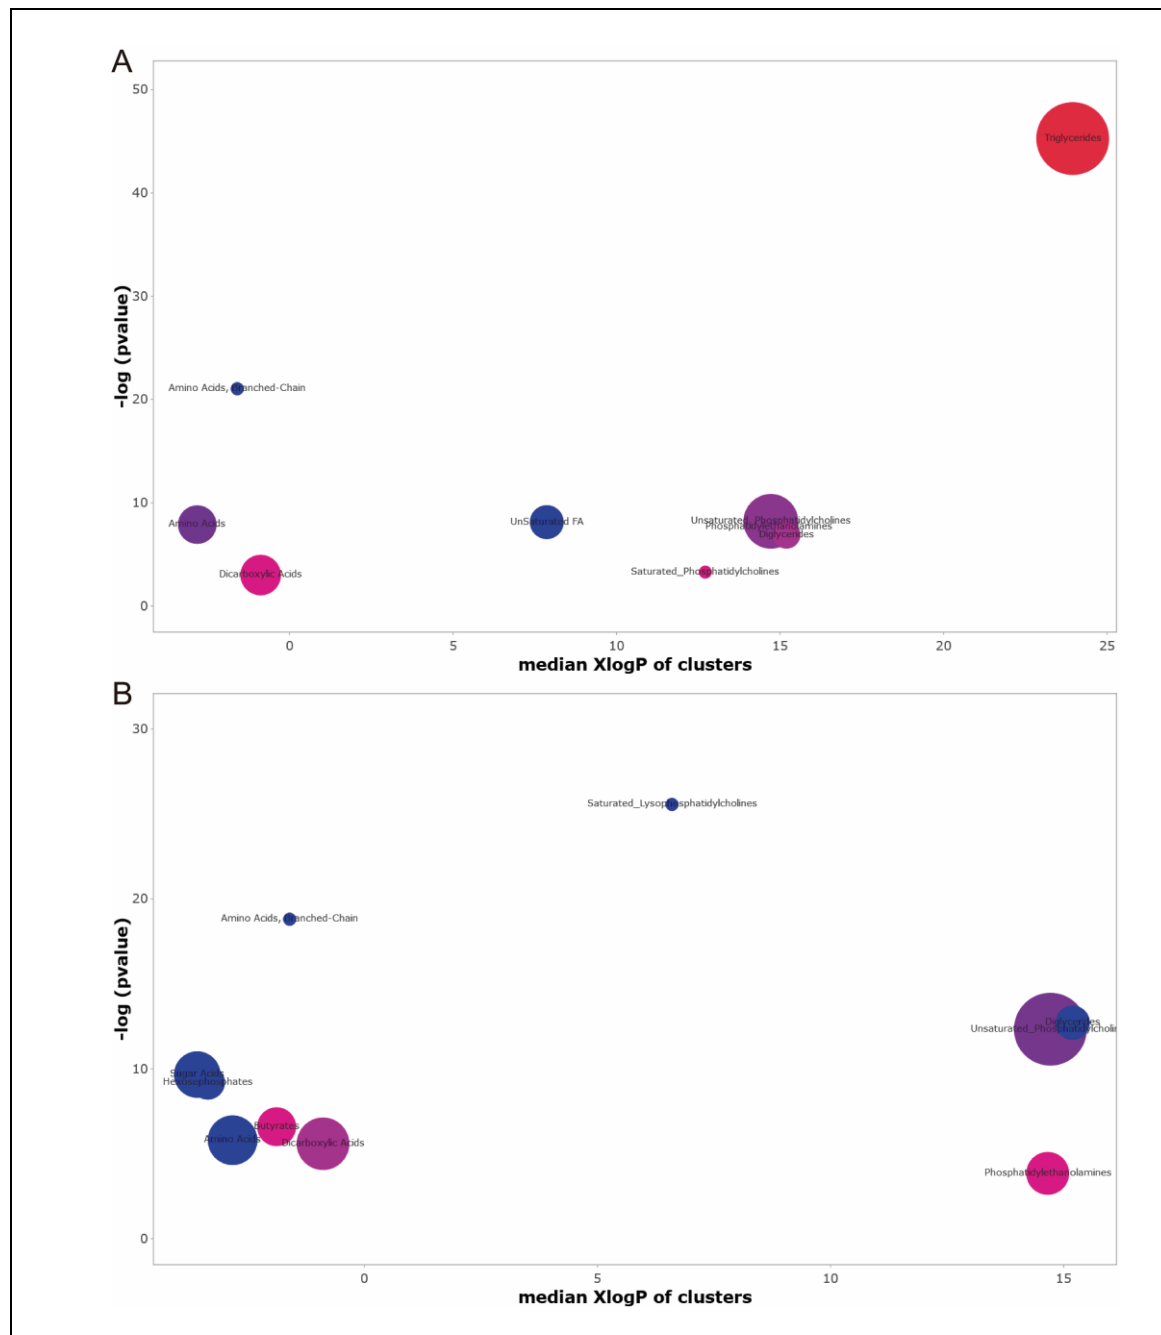 A
50
40
30
20
10
0
-log (pvalue)
Triglycerides
Amino Acids, Branched-Chain
Amino Acids
UnSaturated FA
Unsaturated_Phosphatidylcholines
Phosphatidylethanolamines
Diglycerides
Dicarboxylic Acids
Saturated_Phosphatidylcholines
0 5 10 15 20 25
median XlogP of clusters
B
30
20
10
0
-log (pvalue)
Saturated_Lysophosphatidylcholines
Amino Acids, Branched-Chain
Diglycerides
Unsaturated_Phosphatidylcholin
Sugar Acids
Hexosephosphates
Butyrates
Amino Acids
Dicarboxylic Acids
Phosphatidylethanolamines
0 5 10 15
median XlogP of clusters